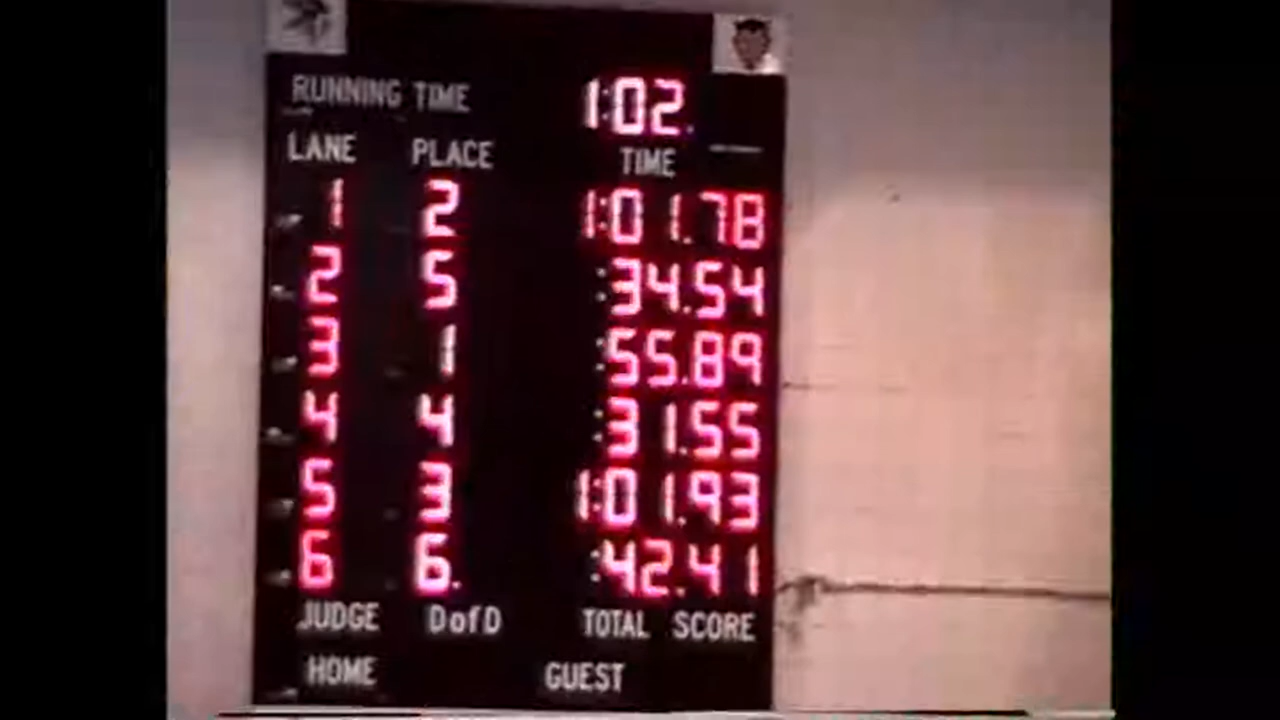 RUNNING TIME 1:02.
LANE PLACE TIME
1 2 1:01.78
2 5 :34.54
3 1 :55.89
4 4 :31.55
5 3 1:01.93
6 6. :42.41
JUDGE DofD TOTAL SCORE
HOME GUEST